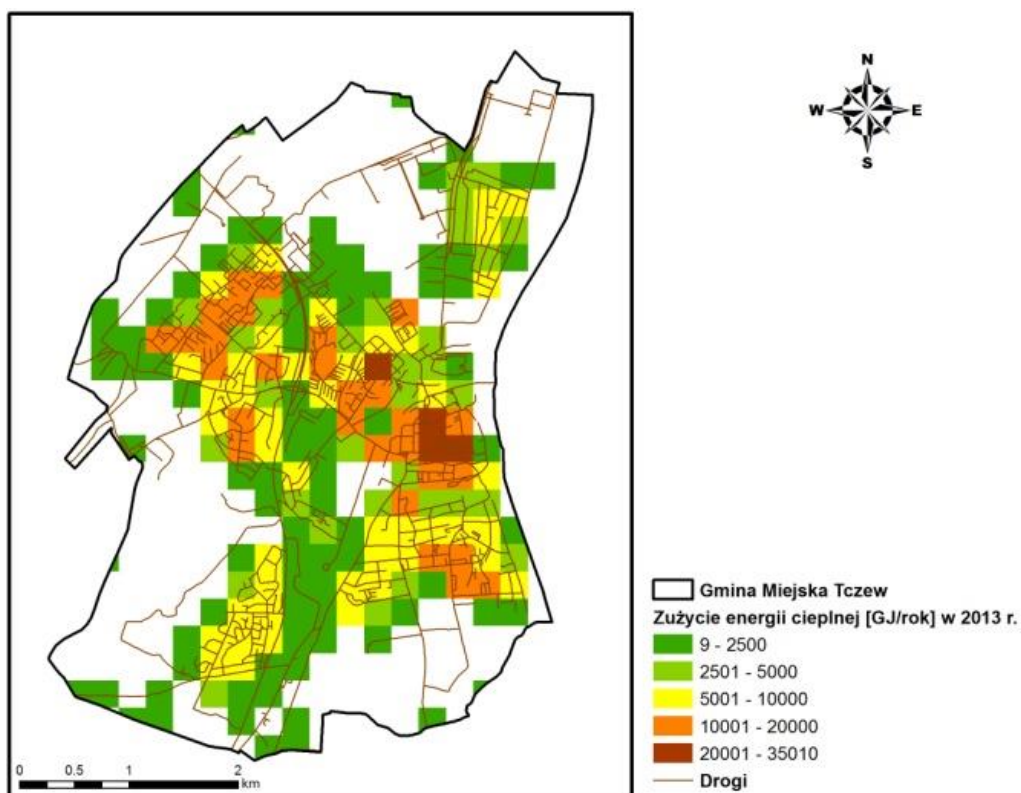 N
W E
S
Gmina Miejska Tczew
Zużycie energii cieplnej [GJ/rok] w 2013 r.
9 - 2500
2501 - 5000
5001 - 10000
10001 - 20000
20001 - 35010
Drogi
0 0.5 1 2
km